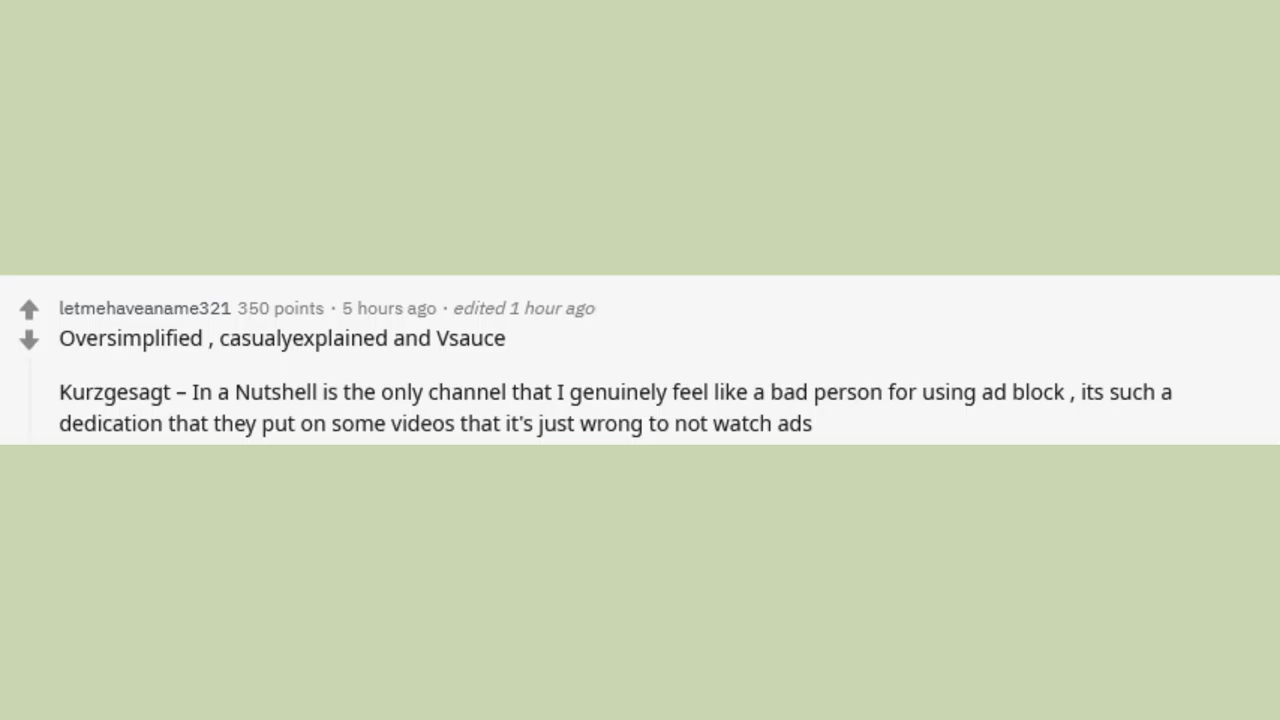 letmehaveaname321 350 points · 5 hours ago · edited 1 hour ago
Oversimplified , casualyexplained and Vsauce
Kurzgesagt – In a Nutshell is the only channel that I genuinely feel like a bad person for using ad block , its such a
dedication that they put on some videos that it's just wrong to not watch ads